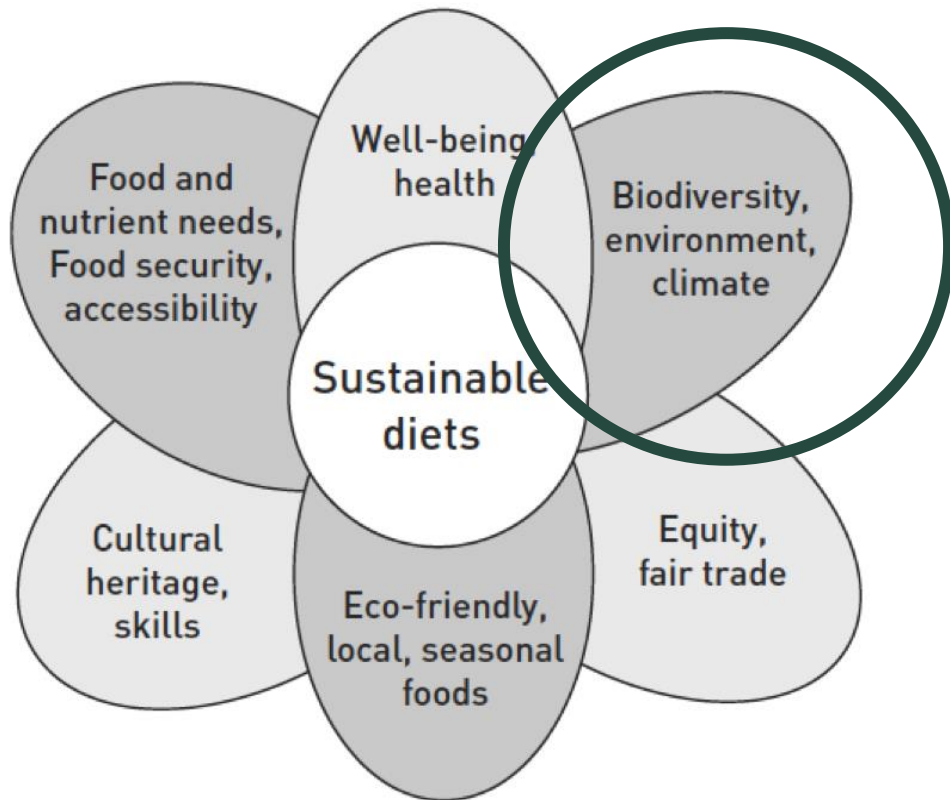 Well-being,
health
Food and
nutrient needs,
Food security,
accessibility
Biodiversity,
environment,
climate
Sustainable
diets
Cultural
heritage,
skills
Eco-friendly,
local, seasonal
foods
Equity,
fair trade